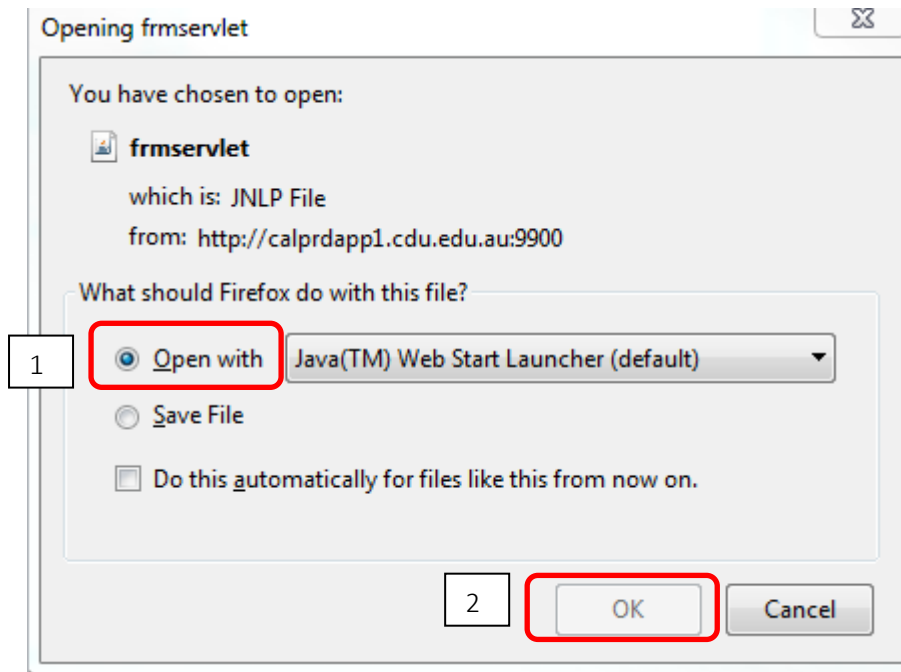 Opening frmservlet
You have chosen to open:
frmservlet
which is: JNLP File
from: http://calprdapp1.cdu.edu.au:9900
What should Firefox do with this file?
1
Open with Java(TM) Web Start Launcher (default)
Save File
Do this automatically for files like this from now on.
2
OK Cancel